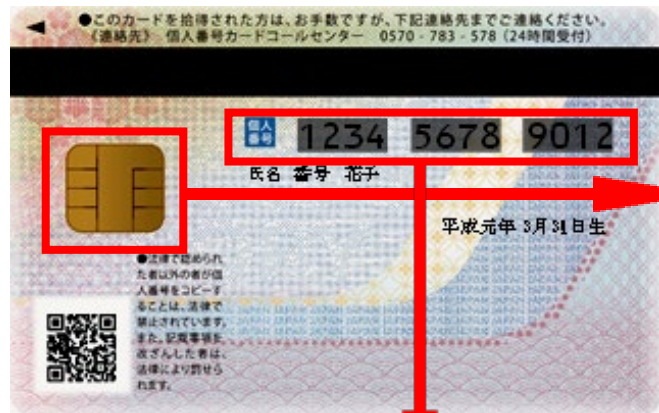 ●このカードを拾得された方は、お手数ですが、下記連絡先までご連絡ください。
《連絡先》 個人番号カードコールセンター 0570-783-578（24時間受付）
個人番号 1234 5678 9012
氏名 番号 花子
平成元年 3月31日生
●法律で認められ
た者以外の者が個
人番号をコピーす
ることは、法律で
禁止されています。
また、記載事項を
改ざんした者は、
法律により罰せら
れます。